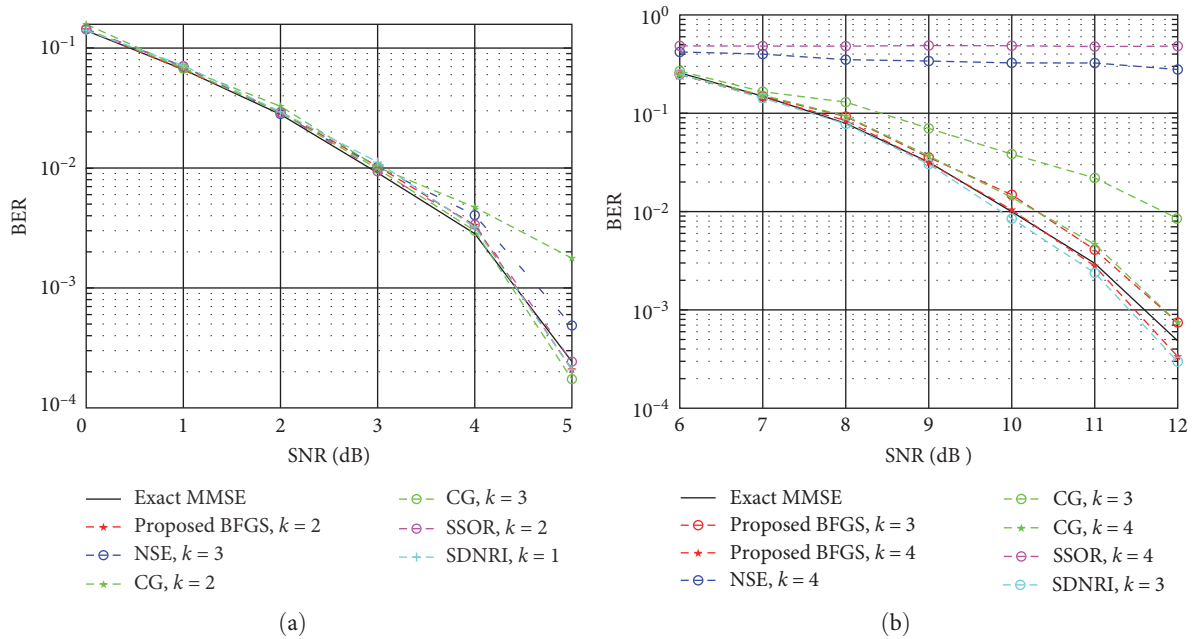 10^-1
10^-2
10^-3
10^-4
BER
0 1 2 3 4 5
SNR (dB)
Exact MMSE
Proposed BFGS, k = 2
NSE, k = 3
CG, k = 2
CG, k = 3
SSOR, k = 2
SDNRI, k = 1
(a)
10^0
10^-1
10^-2
10^-3
10^-4
BER
6 7 8 9 10 11 12
SNR (dB )
Exact MMSE
Proposed BFGS, k = 3
Proposed BFGS, k = 4
NSE, k = 4
CG, k = 3
CG, k = 4
SSOR, k = 4
SDNRI, k = 3
(b)